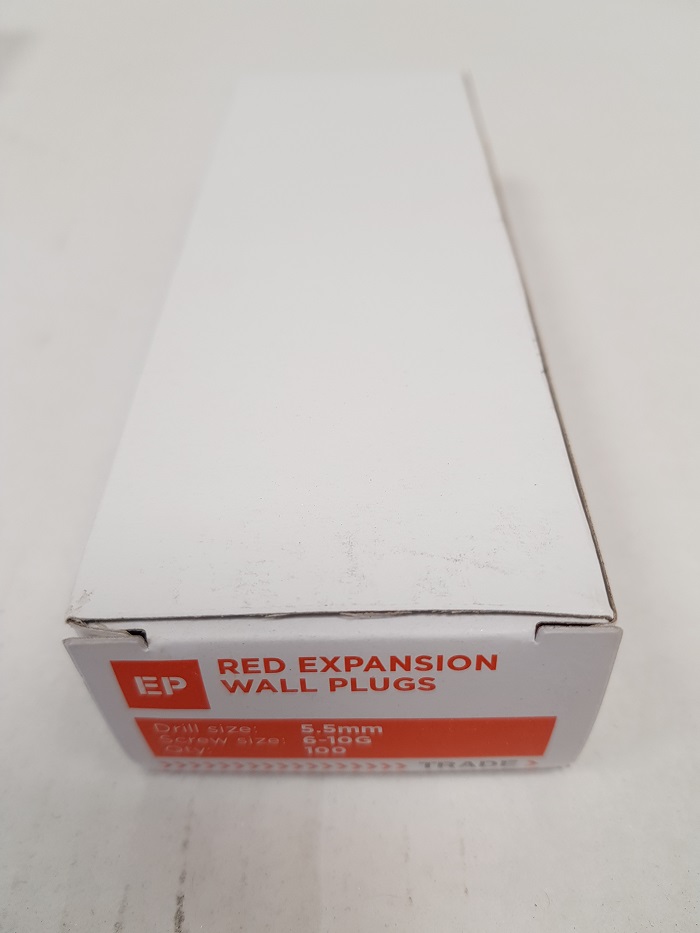 EP
RED EXPANSION
WALL PLUGS
Drill size: 5.5mm
Screw size: 6-10G
Qty: 100
TRADE